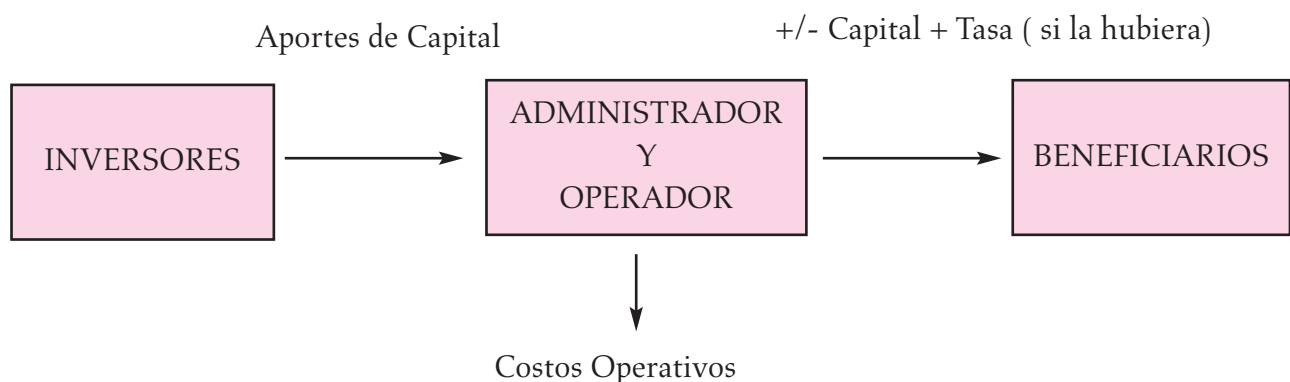 Aportes de Capital
+/- Capital + Tasa ( si la hubiera)
INVERSORES
ADMINISTRADOR
Y
OPERADOR
BENEFICIARIOS
Costos Operativos